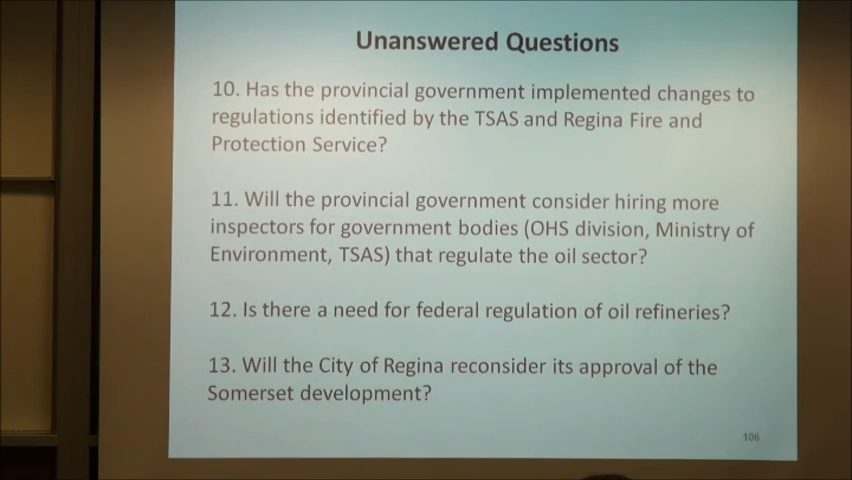 Unanswered Questions
10. Has the provincial government implemented changes to
regulations identified by the TSAS and Regina Fire and
Protection Service?
11. Will the provincial government consider hiring more
inspectors for government bodies (OHS division, Ministry of
Environment, TSAS) that regulate the oil sector?
12. Is there a need for federal regulation of oil refineries?
13. Will the City of Regina reconsider its approval of the
Somerset development?
106